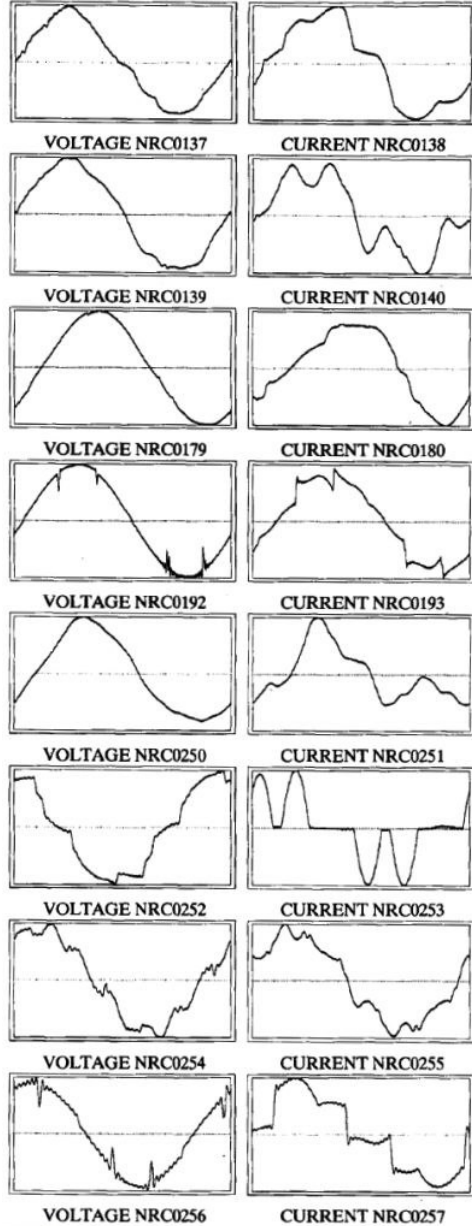 VOLTAGE NRC0137 CURRENT NRC0138
VOLTAGE NRC0139 CURRENT NRC0140
VOLTAGE NRC0179 CURRENT NRC0180
VOLTAGE NRC0192 CURRENT NRC0193
VOLTAGE NRC0250 CURRENT NRC0251
VOLTAGE NRC0252 CURRENT NRC0253
VOLTAGE NRC0254 CURRENT NRC0255
VOLTAGE NRC0256 CURRENT NRC0257